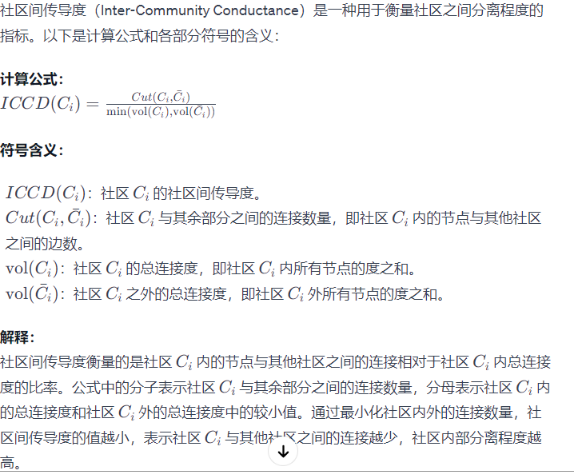 社区间传导度（Inter-Community Conductance）是一种用于衡量社区之间分离程度的
指标。以下是计算公式和各部分符号的含义：
计算公式：
ICCD(C_i) = \frac{Cut(C_i,\bar{C}_i)}{\min(vol(C_i),vol(\bar{C}_i))}
符号含义：
ICCD(C_i)：社区 C_i 的社区间传导度。
Cut(C_i, \bar{C}_i)：社区 C_i 与其余部分之间的连接数量，即社区 C_i 内的节点与其他社区
之间的边数。
vol(C_i)：社区 C_i 的总连接度，即社区 C_i 内所有节点的度之和。
vol(\bar{C}_i)：社区 C_i 之外的总连接度，即社区 C_i 外所有节点的度之和。
解释：
社区间传导度衡量的是社区 C_i 内的节点与其他社区之间的连接相对于社区 C_i 内总连接
度的比率。公式中的分子表示社区 C_i 与其余部分之间的连接数量，分母表示社区 C_i 内
的总连接度和社区 C_i 外的总连接度中的较小值。通过最小化社区内外的连接数量，社
区间传导度的值越小，表示社区 C_i 与其他社区之间的连接越少，社区内部分离程度越
高。